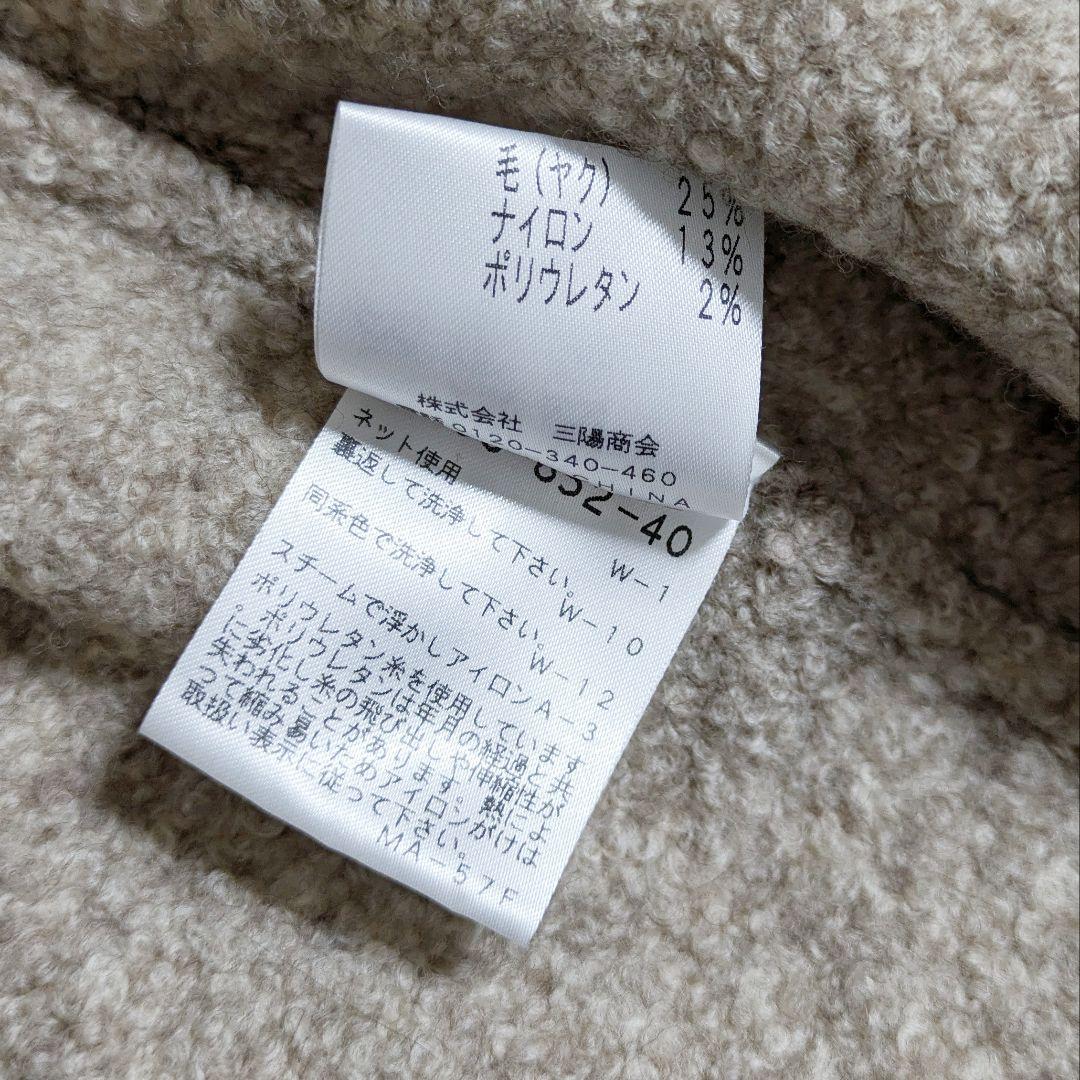 毛(ヤク) 25%
ナイロン 13%
ポリウレタン 2%
株式会社 三陽商会
0120-340-460
CHINA
652-40
ネット使用 W-1
裏返して洗浄して下さい。W-10
同系色で洗浄して下さい。W-12
スチームで浮かしアイロンA-3
ポリウレタン糸を使用しています
。ポリウレタンは年月の経過と共
に劣化し糸の飛び出しや伸縮性が
失われることがあります。熱によ
って縮み易いためアイロンがけは
取扱い表示に従って下さい。
MA-57F